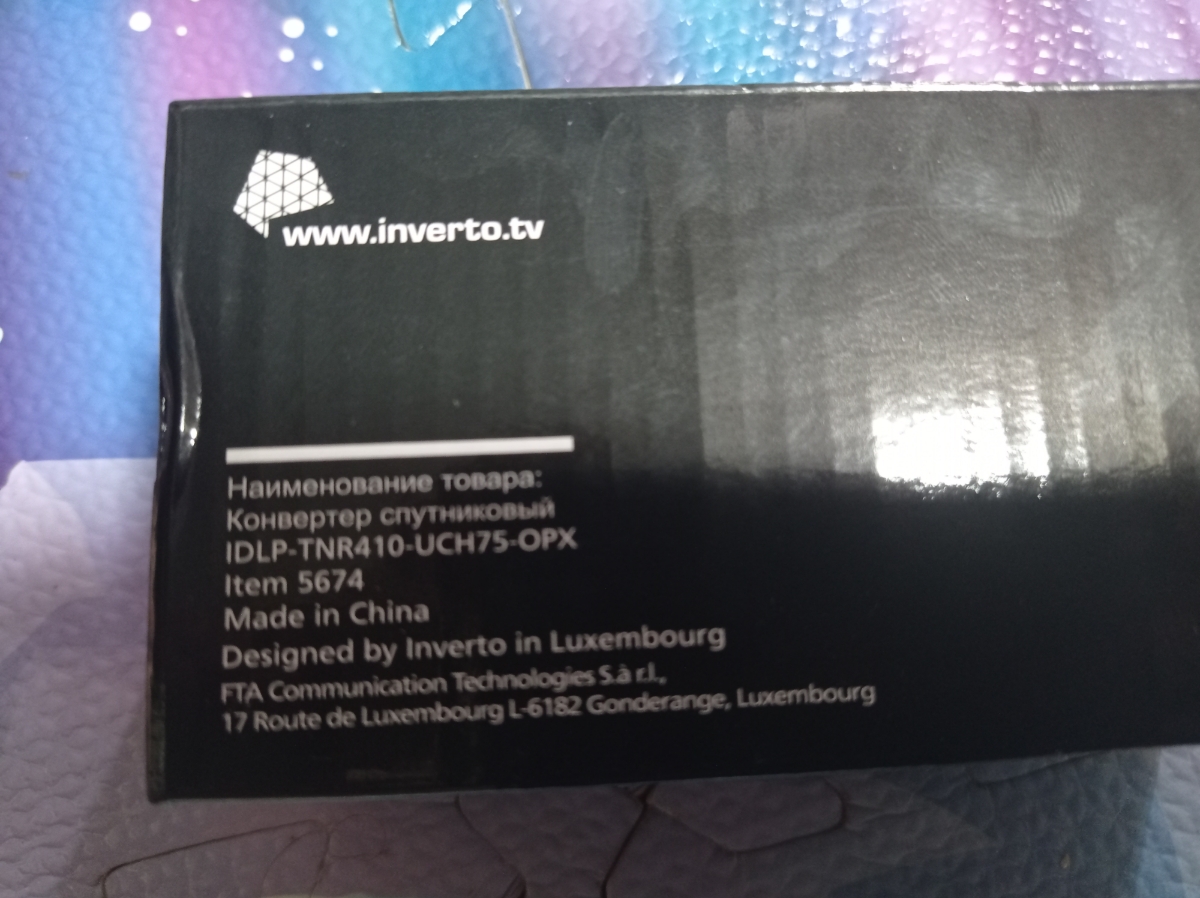 www.inverto.tv
Наименование товара:
Конвертер спутниковый
IDLP-TNR410-UCH75-OPX
Item 5674
Made in China
Designed by Inverto in Luxembourg
FTA Communication Technologies S.à r.l.,
17 Route de Luxembourg L-6182 Gonderange, Luxembourg